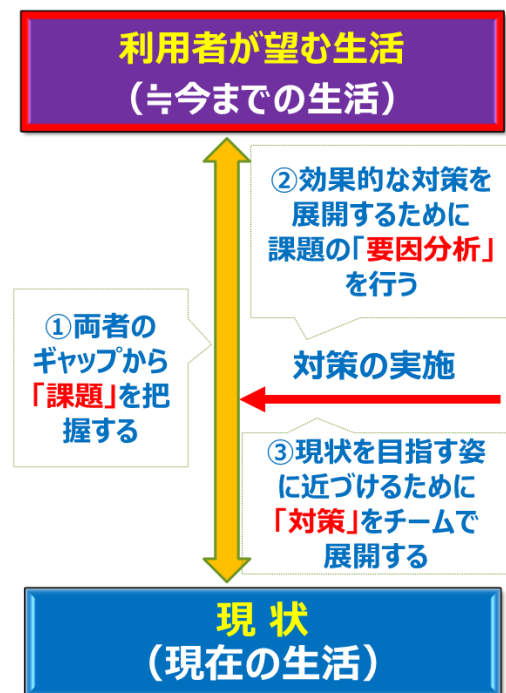 利用者が望む生活
（≒今までの生活）
①両者の
ギャップから
「課題」を把
握する
②効果的な対策を
展開するために
課題の「要因分析」
を行う
対策の実施
③現状を目指す姿
に近づけるために
「対策」をチームで
展開する
現 状
（現在の生活）